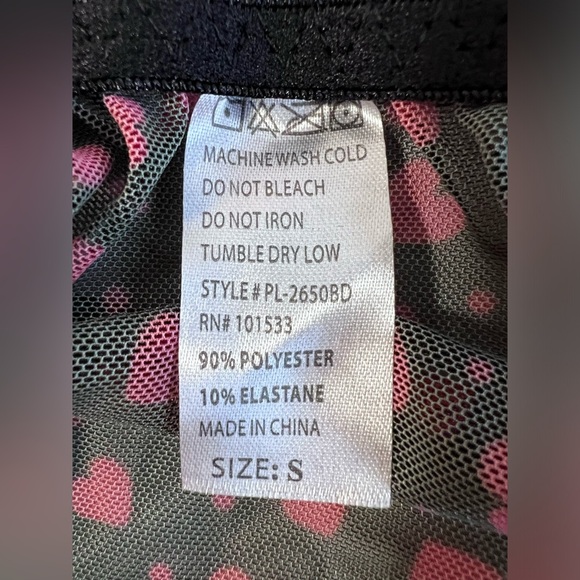 MACHINE WASH COLD
DO NOT BLEACH
DO NOT IRON
TUMBLE DRY LOW
STYLE# PL-2650BD
RN# 101533
90% POLYESTER
10% ELASTANE
MADE IN CHINA
SIZE: S